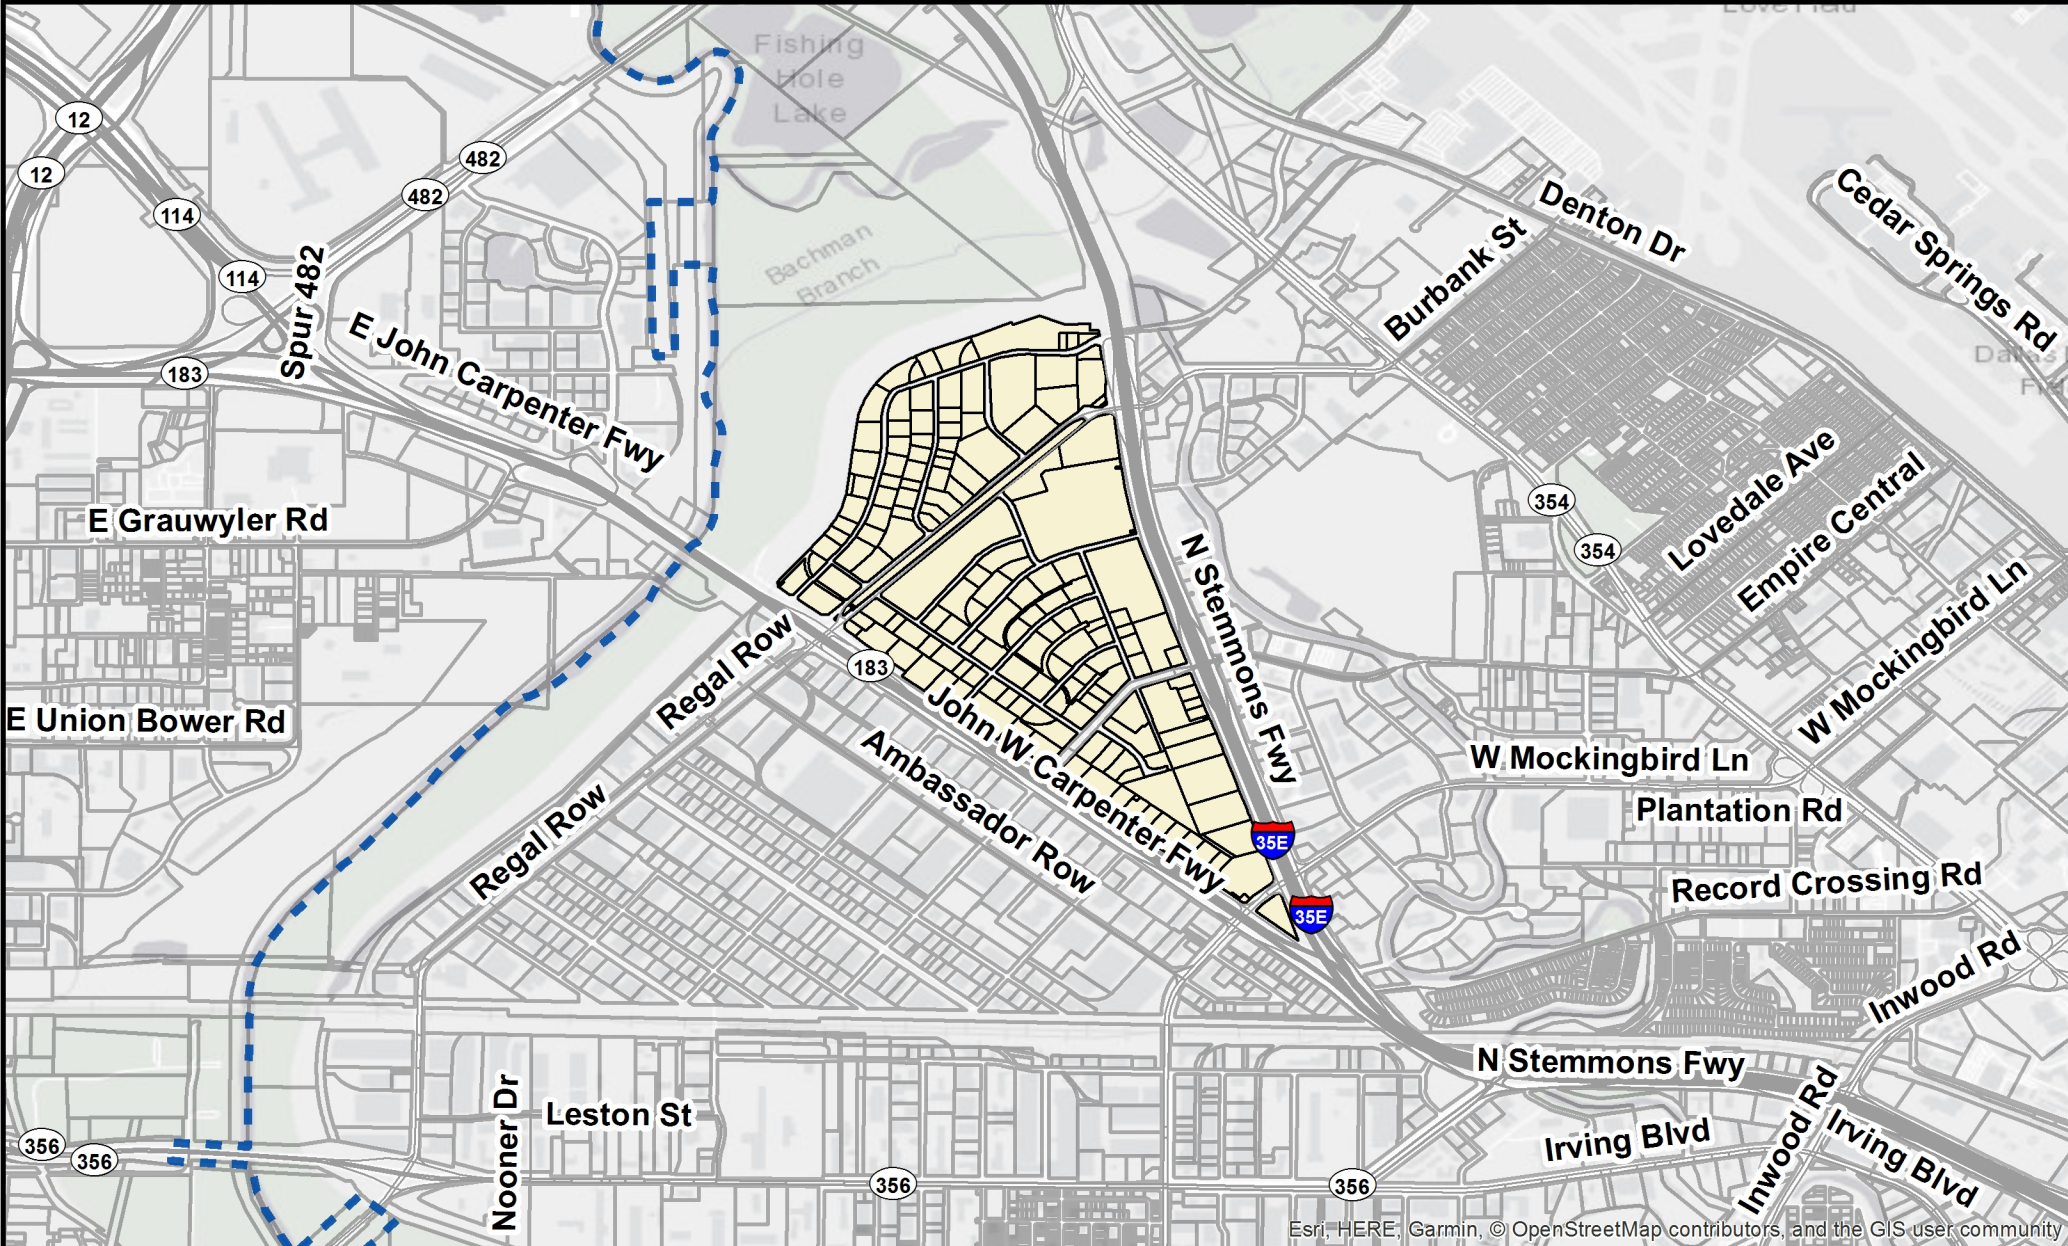 Love Field
Fishing
Hole
Lake
12
12
482
482
114
114
Spur 482
183
E John Carpenter Fwy
Bachman
Branch
Denton Dr
Burbank St
Cedar Springs Rd
Lovedale Ave
Empire Central
354
354
E Grauwyler Rd
N Stemmons Fwy
W Mockingbird Ln
Regal Row
183
John W Carpenter Fwy
E Union Bower Rd
Ambassador Row
W Mockingbird Ln
Plantation Rd
Regal Row
35E
35E
Record Crossing Rd
Inwood Rd
N Stemmons Fwy
Nooner Dr
Leston St
Inwood Rd
Irving Blvd
Irving Blvd
356
356
356
356
Esri, HERE, Garmin, © OpenStreetMap contributors, and the GIS user community